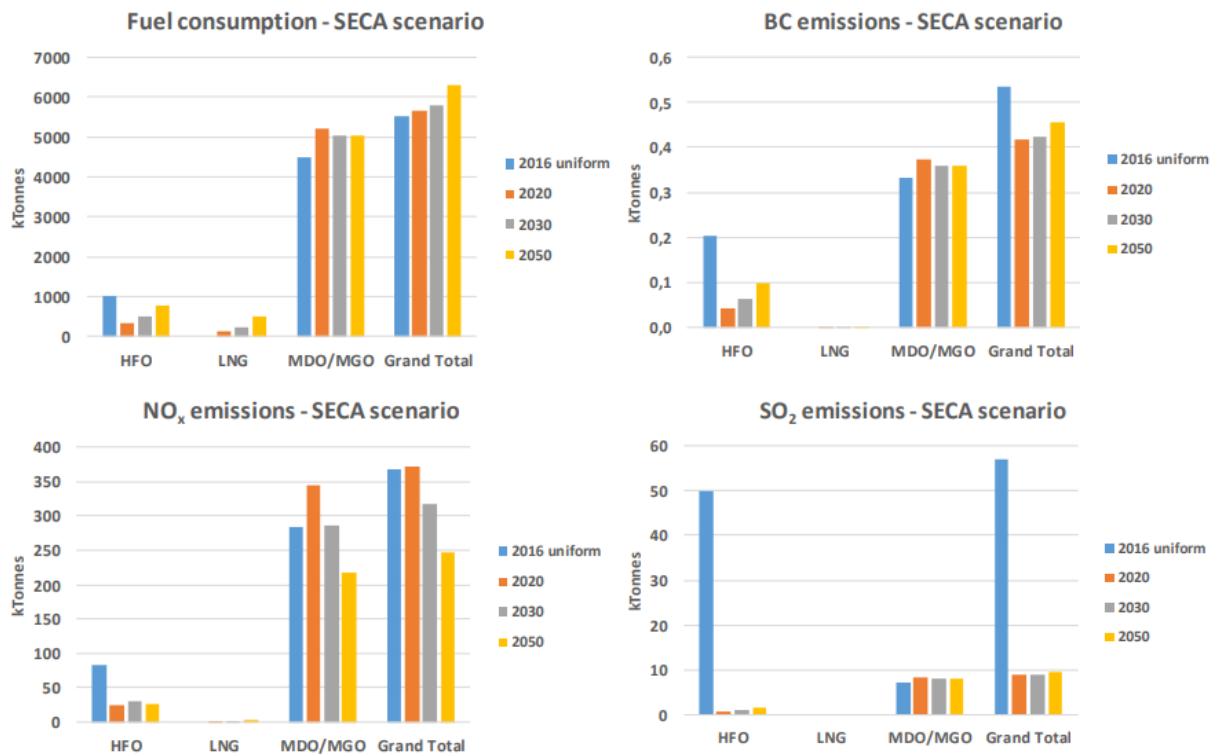 Fuel consumption - SECA scenario
7000
6000
5000
4000
3000
2000
1000
0
kTonnes
HFO LNG MDO/MGO Grand Total
2016 uniform
2020
2030
2050
BC emissions - SECA scenario
0,6
0,5
0,4
0,3
0,2
0,1
0,0
kTonnes
HFO LNG MDO/MGO Grand Total
2016 uniform
2020
2030
2050
NOx emissions - SECA scenario
400
350
300
250
200
150
100
50
0
kTonnes
HFO LNG MDO/MGO Grand Total
2016 uniform
2020
2030
2050
SO2 emissions - SECA scenario
60
50
40
30
20
10
0
kTonnes
HFO LNG MDO/MGO Grand Total
2016 uniform
2020
2030
2050